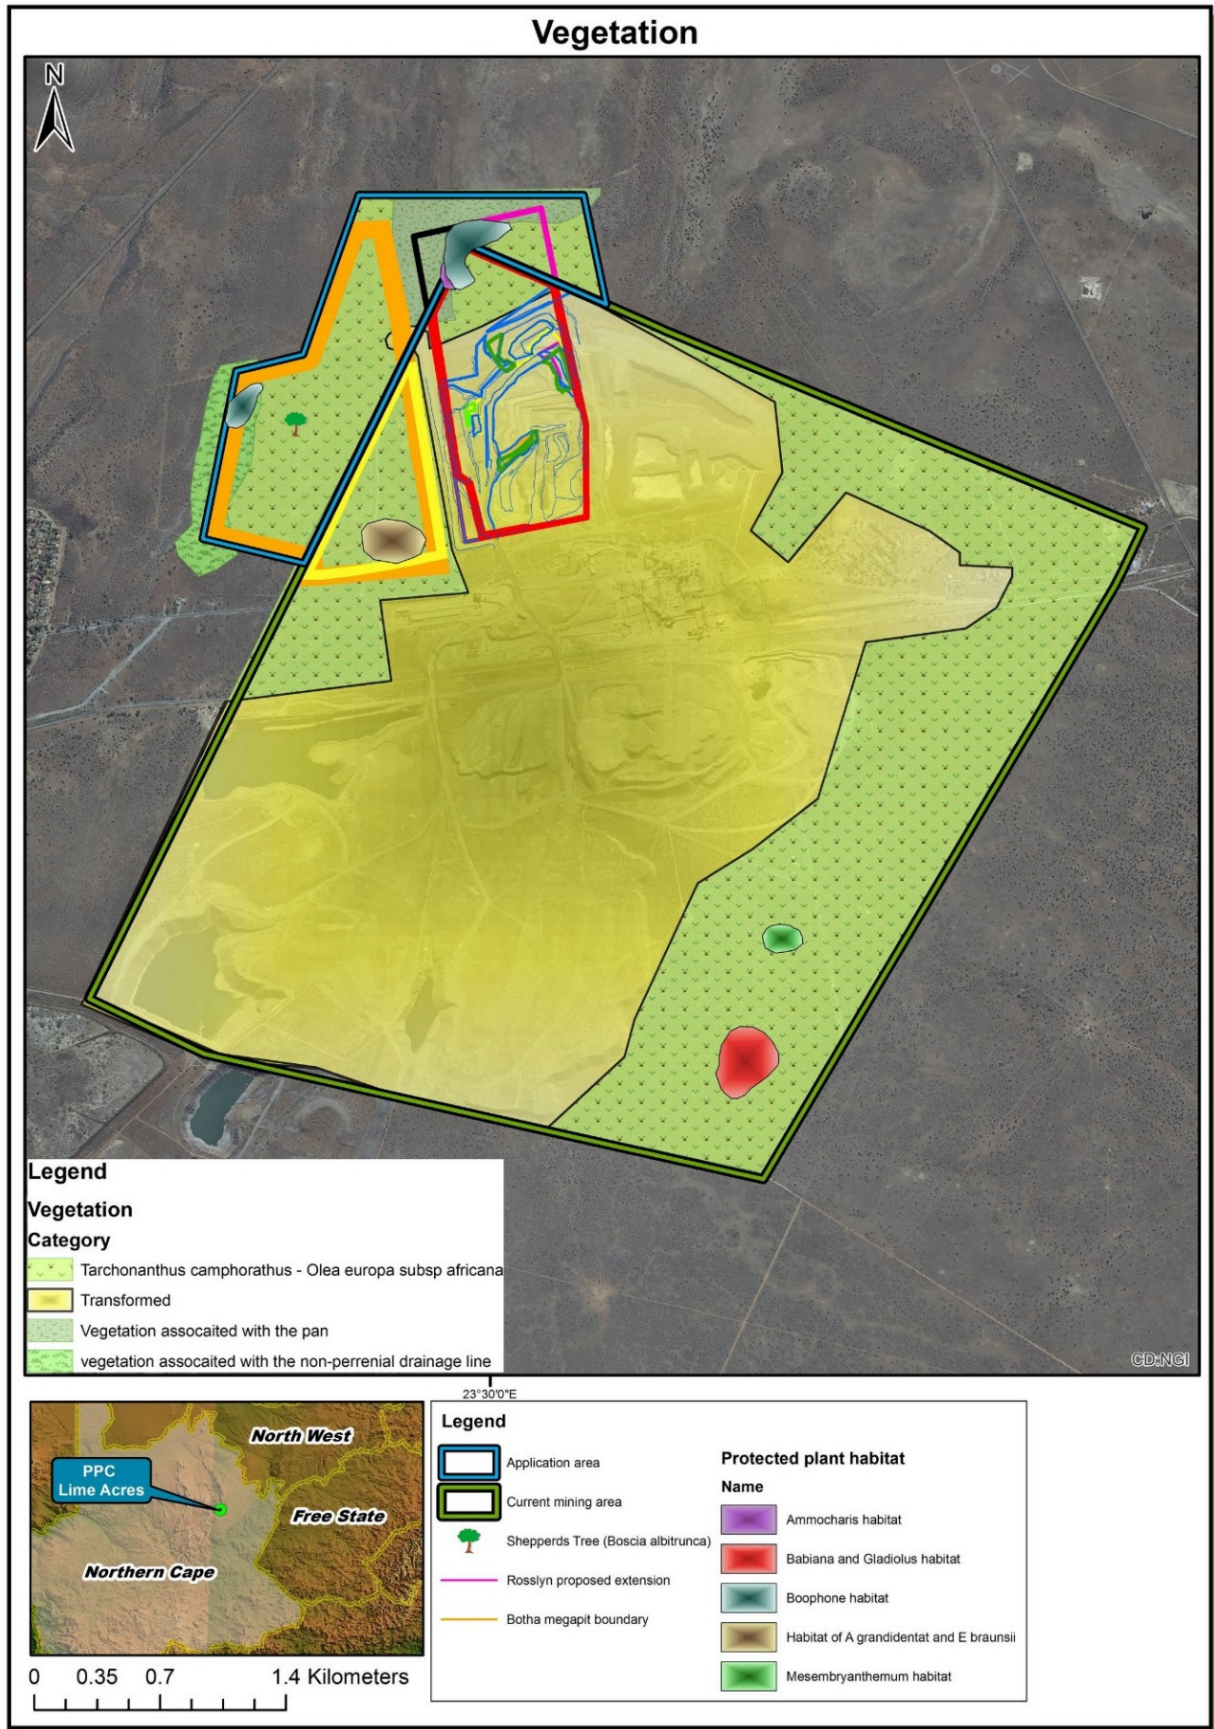 Vegetation
N
CD:NGI
Legend
Vegetation
Category
Tarchonanthus camphorathus - Olea europa subsp africana
Transformed
Vegetation assocaited with the pan
vegetation assocaited with the non-perrenial drainage line
23°30'0"E
North West
PPC
Lime Acres
Free State
Northern Cape
0 0.35 0.7 1.4 Kilometers
Legend
Application area
Current mining area
Shepperds Tree (Boscia albitrunca)
Rosslyn proposed extension
Botha megapit boundary
Protected plant habitat
Name
Ammocharis habitat
Babiana and Gladiolus habitat
Boophone habitat
Habitat of A grandidentat and E braunsii
Mesembryanthemum habitat